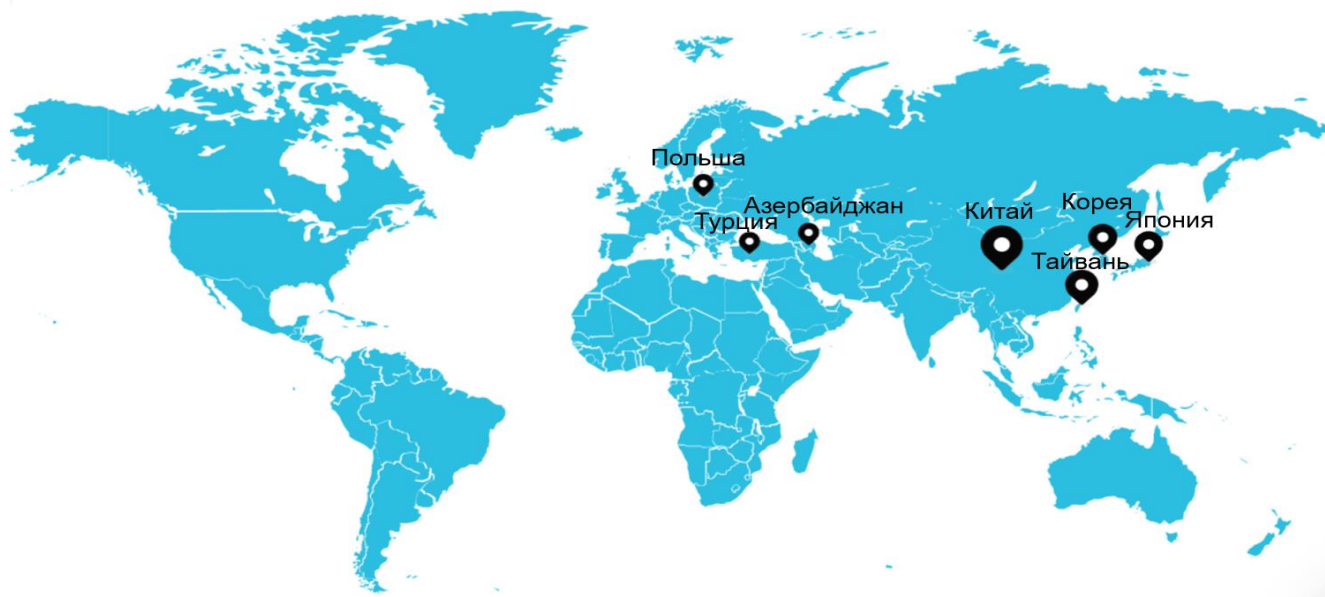 Польша
Азербайджан
Турция
Китай
Корея
Япония
Тайвань